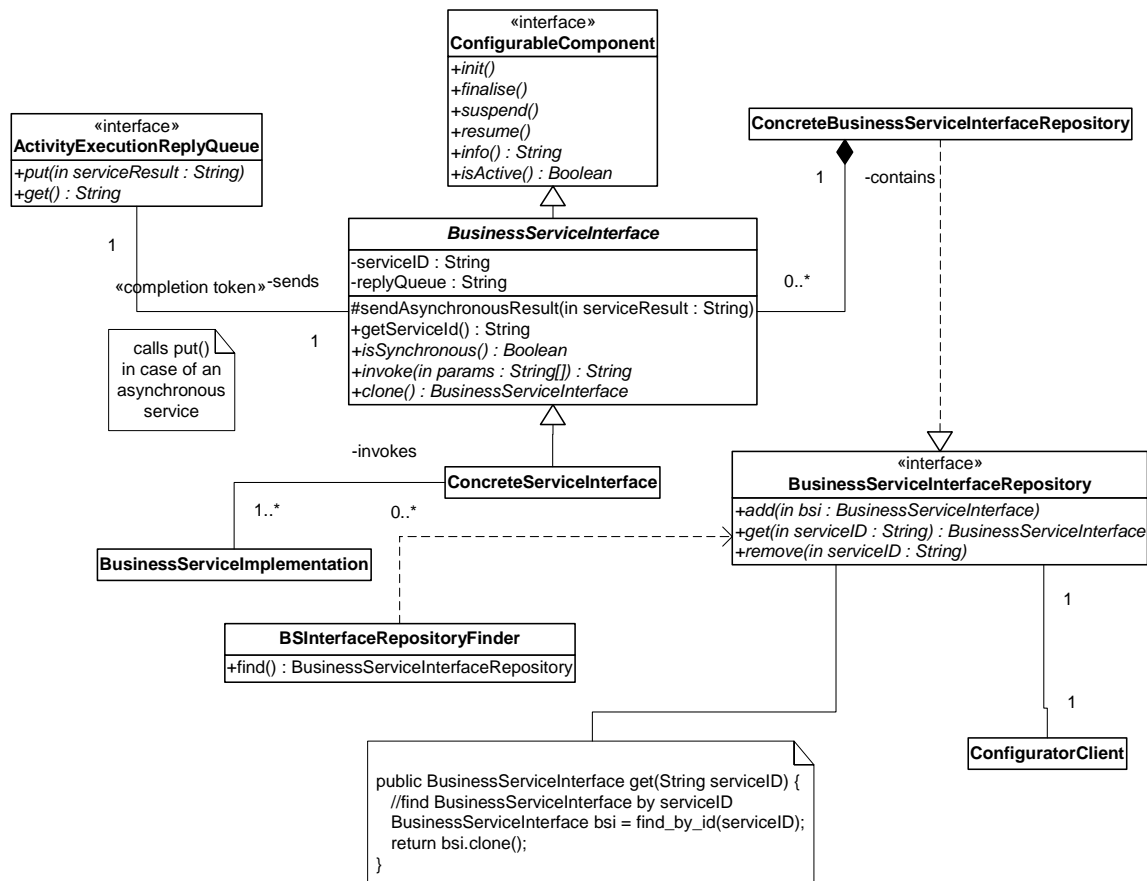 «interface»
ConfigurableComponent
+init()
+finalise()
+suspend()
+resume()
+info() : String
+isActive() : Boolean
«interface»
ActivityExecutionReplyQueue
+put(in serviceResult : String)
+get() : String
ConcreteBusinessServiceInterfaceRepository
1
-contains
0..*
BusinessServiceInterface
-serviceID : String
-replyQueue : String
#sendAsynchronousResult(in serviceResult : String)
+getServiceId() : String
+isSynchronous() : Boolean
+invoke(in params : String[]) : String
+clone() : BusinessServiceInterface
1
«completion token»
-sends
1
calls put()
in case of an
asynchronous
service
-invokes
ConcreteServiceInterface
1..*
0..*
BusinessServiceImplementation
«interface»
BusinessServiceInterfaceRepository
+add(in bsi : BusinessServiceInterface)
+get(in serviceID : String) : BusinessServiceInterface
+remove(in serviceID : String)
BSInterfaceRepositoryFinder
+find() : BusinessServiceInterfaceRepository
1
1
ConfiguratorClient
public BusinessServiceInterface get(String serviceID) {
//find BusinessServiceInterface by serviceID
BusinessServiceInterface bsi = find_by_id(serviceID);
return bsi.clone();
}